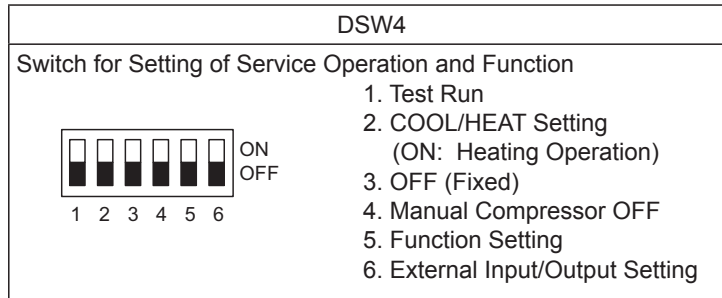 DSW4
Switch for Setting of Service Operation and Function
ON
OFF
1 2 3 4 5 6
1. Test Run
2. COOL/HEAT Setting
(ON: Heating Operation)
3. OFF (Fixed)
4. Manual Compressor OFF
5. Function Setting
6. External Input/Output Setting